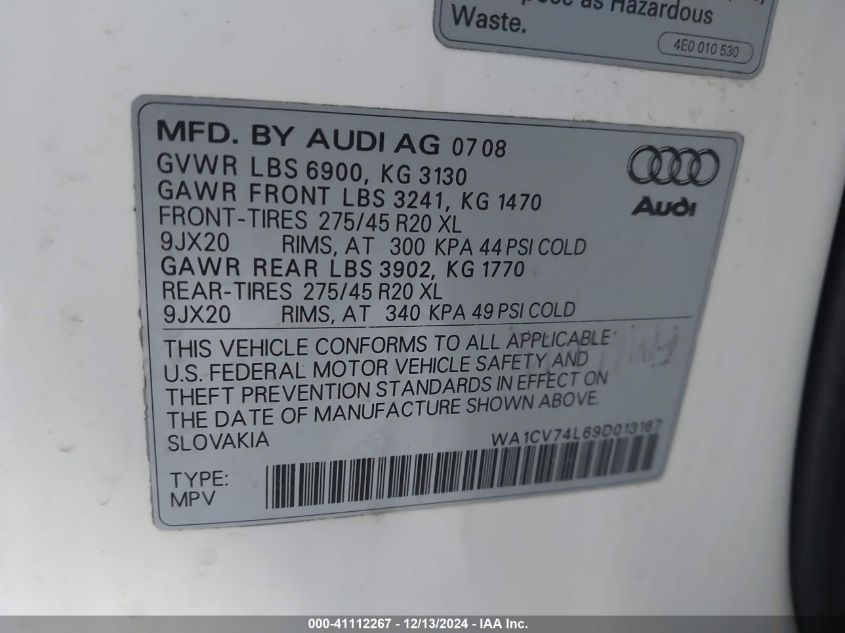 pose as Hazardous
Waste.
4E0 010 530
MFD. BY AUDI AG 07 08
GVWR LBS 6900, KG 3130
GAWR FRONT LBS 3241, KG 1470
FRONT-TIRES 275/45 R20 XL
9JX20 RIMS, AT 300 KPA 44 PSI COLD
GAWR REAR LBS 3902, KG 1770
REAR-TIRES 275/45 R20 XL
9JX20 RIMS, AT 340 KPA 49 PSI COLD
Audi
THIS VEHICLE CONFORMS TO ALL APPLICABLE
U.S. FEDERAL MOTOR VEHICLE SAFETY AND
THEFT PREVENTION STANDARDS IN EFFECT ON
THE DATE OF MANUFACTURE SHOWN ABOVE.
SLOVAKIA WA1CV74L69D013167
TYPE:
MPV
000-41112267 - 12/13/2024 - IAA Inc.